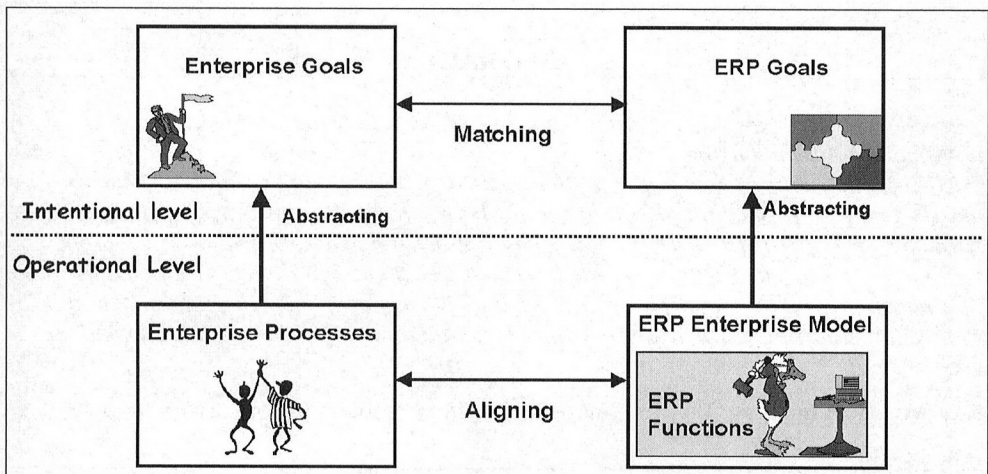 Enterprise Goals
ERP Goals
Matching
Intentional level
Abstracting
Abstracting
Operational Level
Enterprise Processes
ERP Enterprise Model
Aligning
ERP
Functions